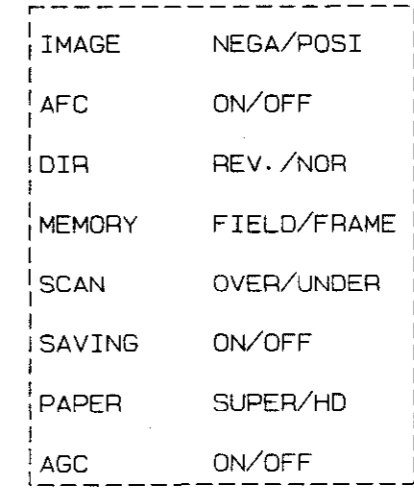 IMAGE NEGA/POSI
AFC ON/OFF
DIR REV./NOR
MEMORY FIELD/FRAME
SCAN OVER/UNDER
SAVING ON/OFF
PAPER SUPER/HD
AGC ON/OFF